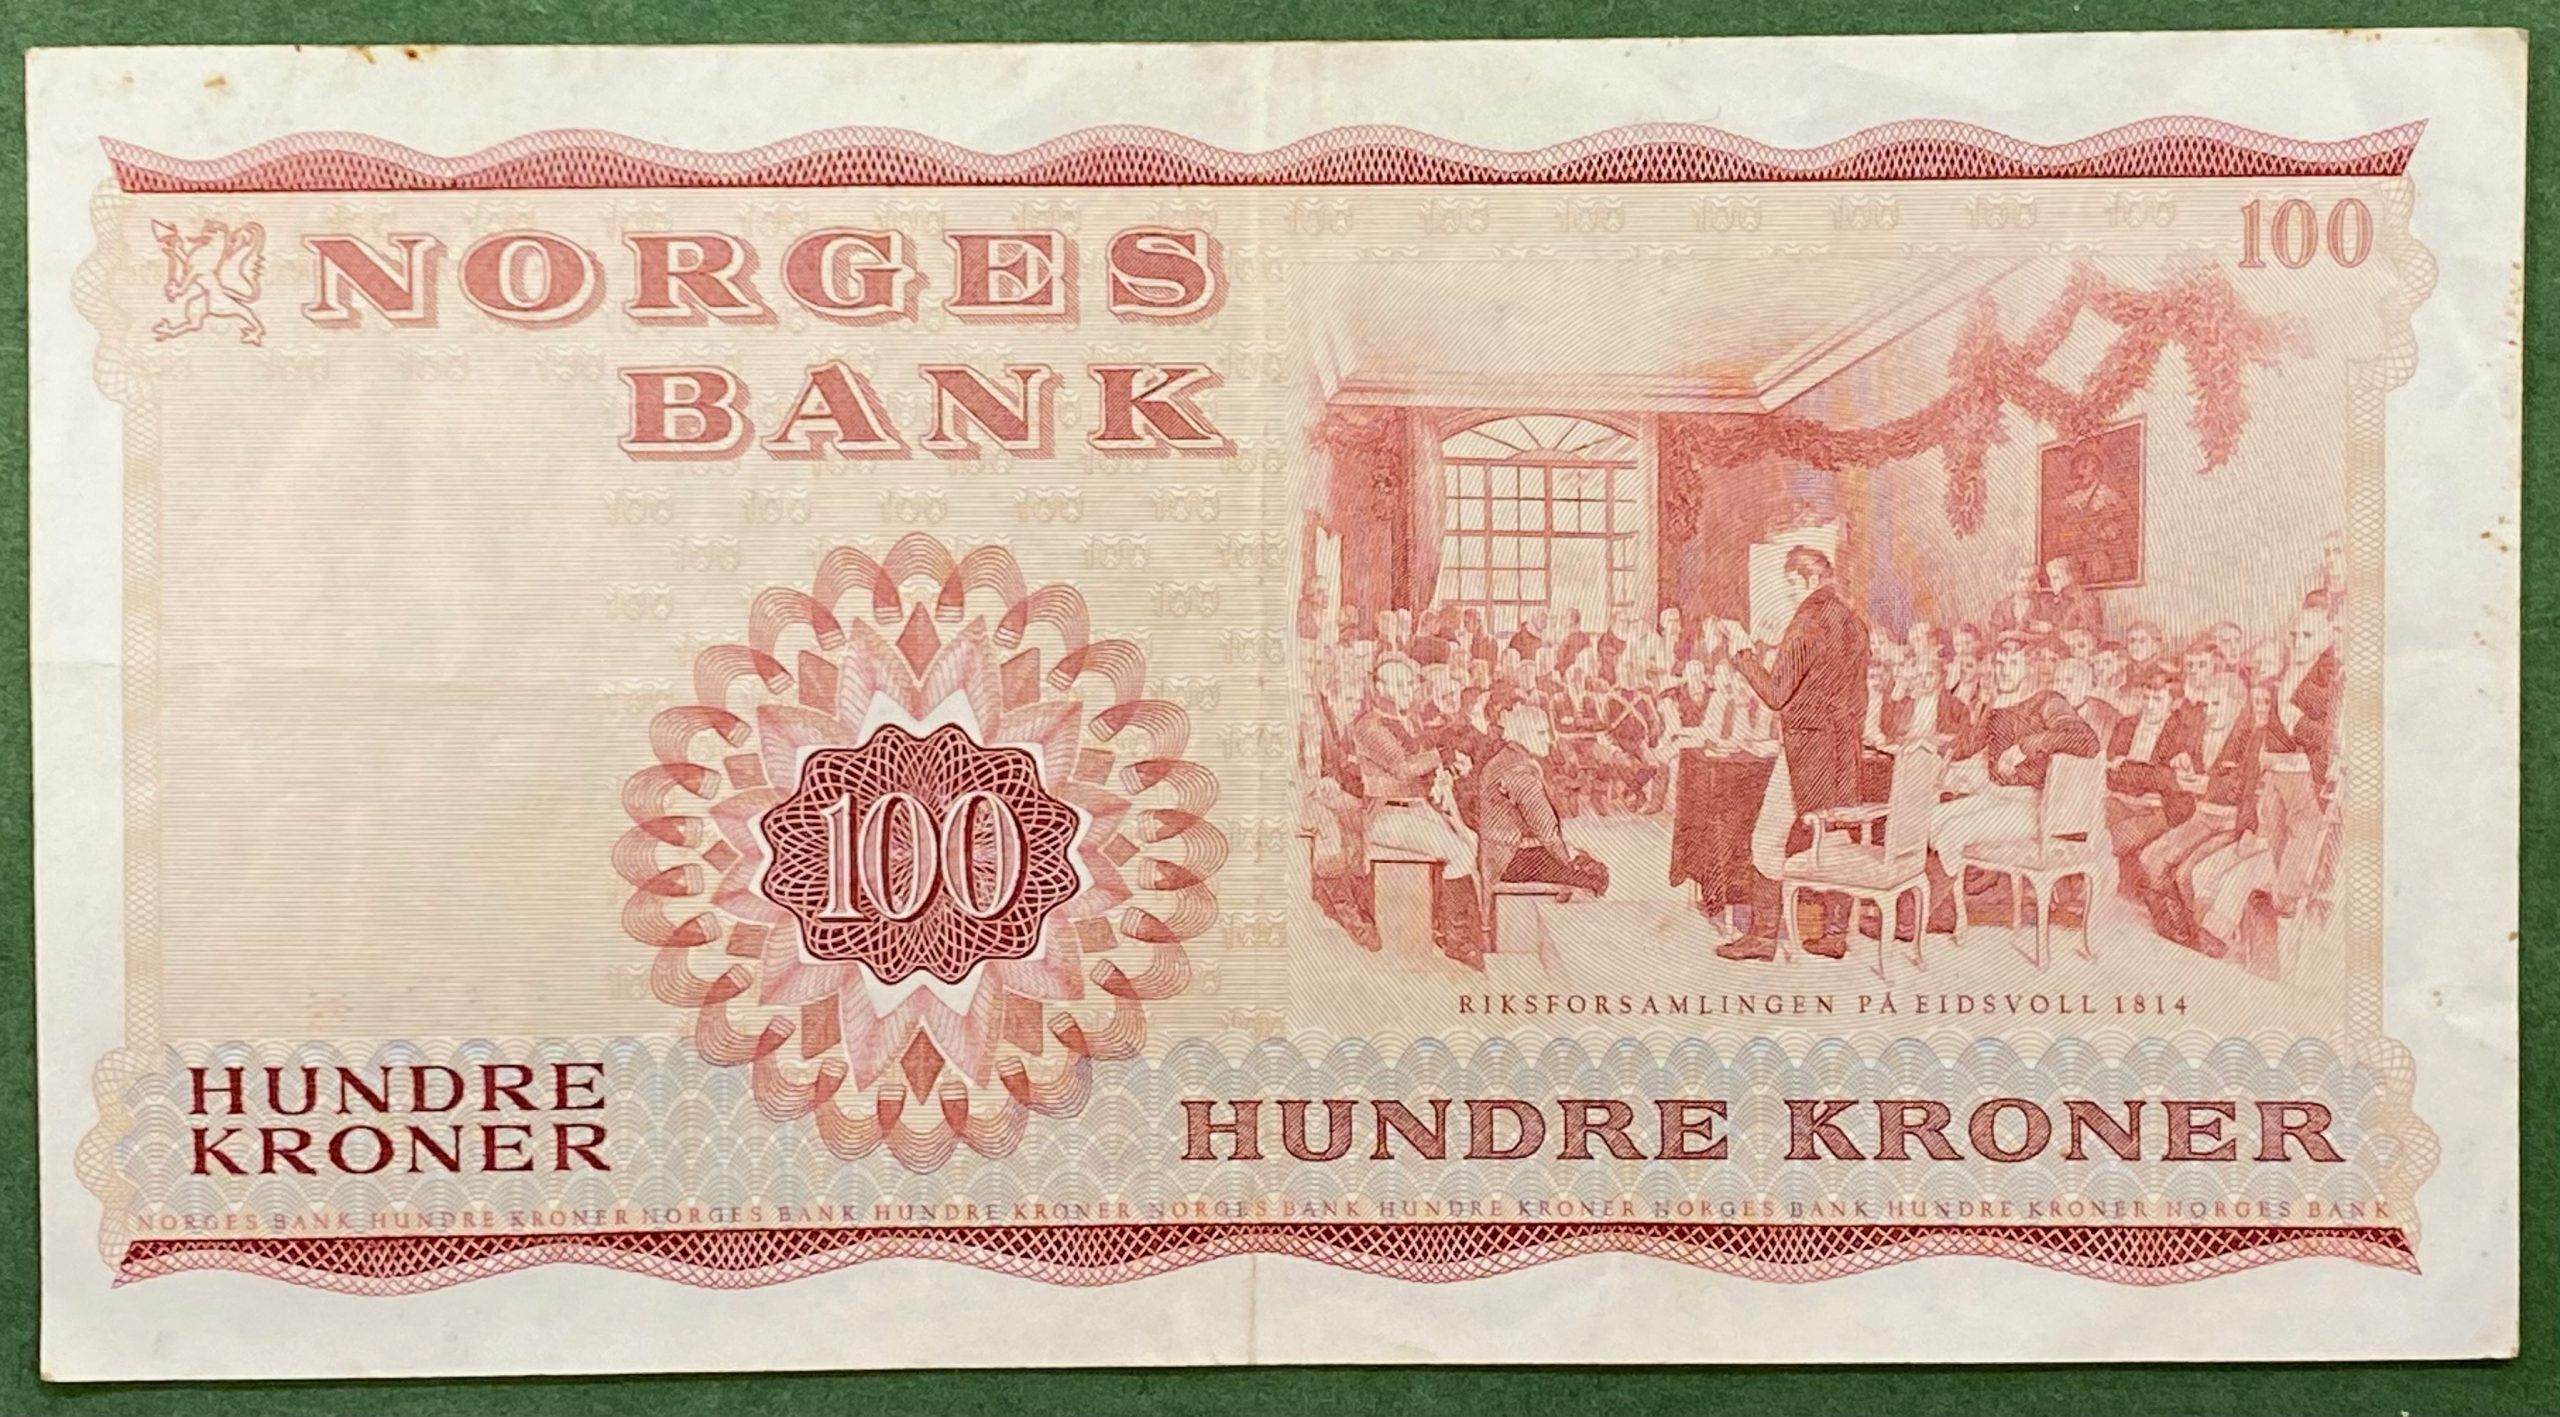 NORGES
BANK
100
100
RIKSFORSAMLINGEN PÅ EIDSVOLL 1814
HUNDRE
KRONER
HUNDRE KRONER
NORGES BANK HUNDRE KRONER NORGES BANK HUNDRE KRONER NORGES BANK HUNDRE KRONER NORGES BANK HUNDRE KRONER NORGES BANK